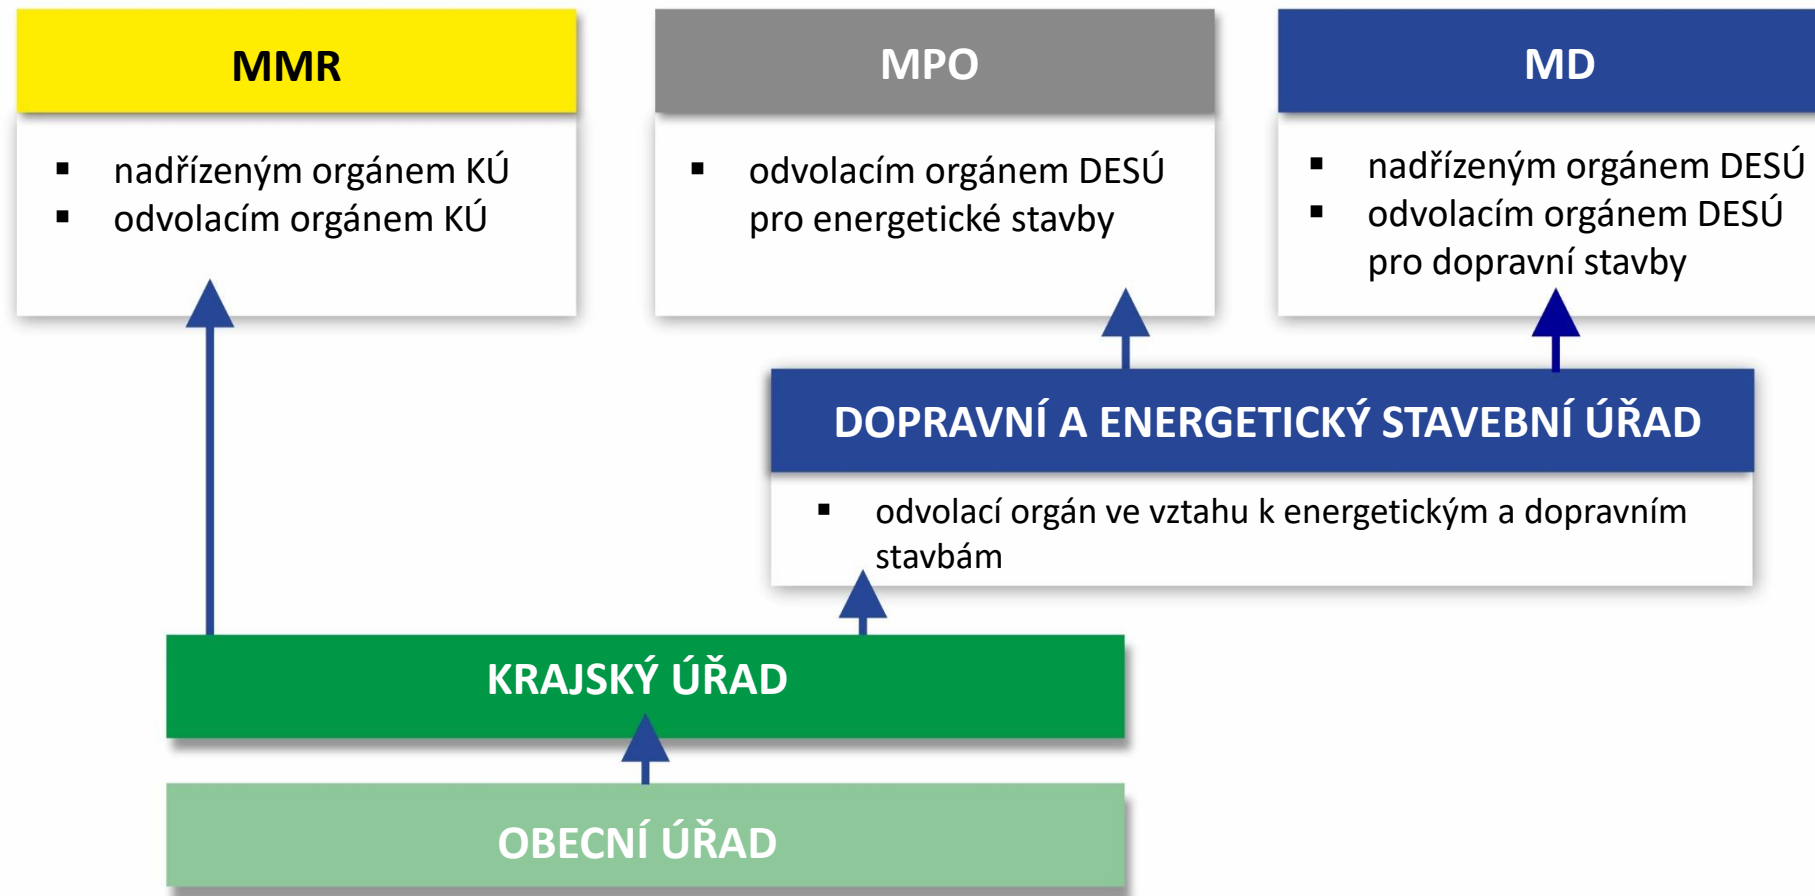 MMR
▪ nadřízeným orgánem KÚ
▪ odvolacím orgánem KÚ
MPO
▪ odvolacím orgánem DESÚ
pro energetické stavby
MD
▪ nadřízeným orgánem DESÚ
▪ odvolacím orgánem DESÚ
pro dopravní stavby
DOPRAVNÍ A ENERGETICKÝ STAVEBNÍ ÚŘAD
▪ odvolací orgán ve vztahu k energetickým a dopravním
stavbám
KRAJSKÝ ÚŘAD
OBECNÍ ÚŘAD